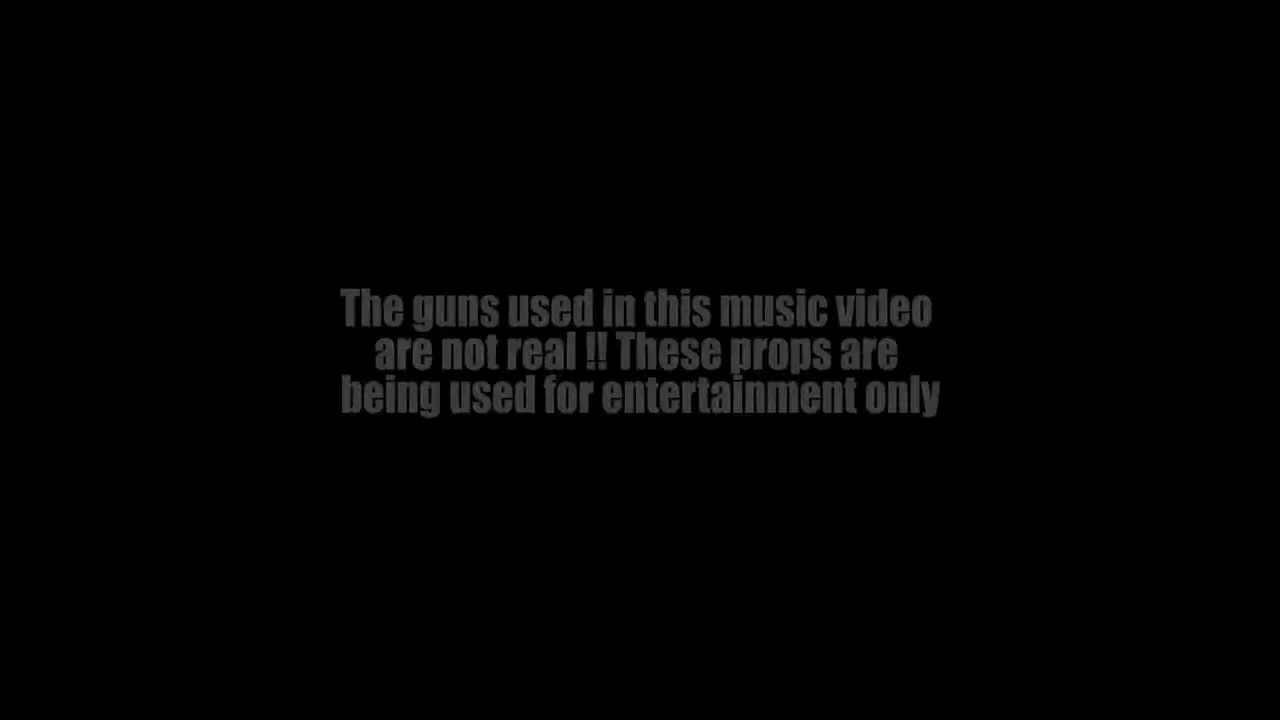 The guns used in this music video
are not real !! These props are
being used for entertainment only